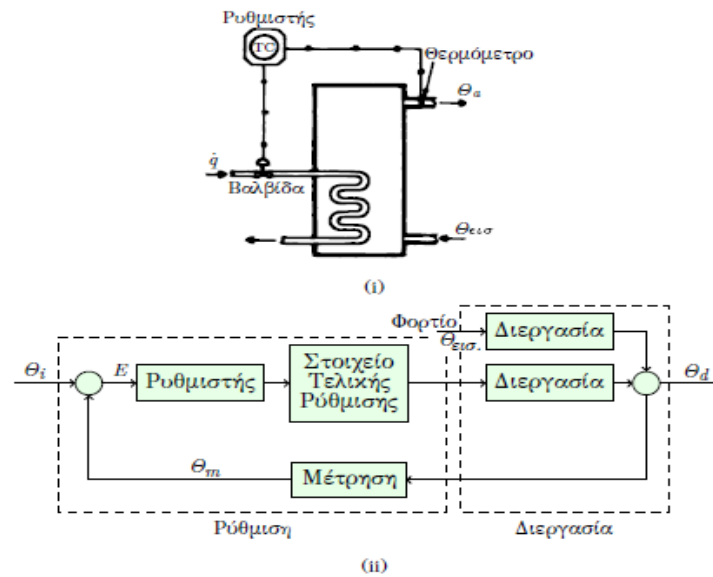 Ρυθμιστής
TC
Θερμόμετρο
Θa
q̇
Βαλβίδα
Θεισ
(i)
Φορτίο
Θεισ.
Διεργασία
Θi
E
Ρυθμιστής
Στοιχείο
Τελικής
Ρύθμισης
Διεργασία
Θd
Θm
Μέτρηση
Ρύθμιση
Διεργασία
(ii)